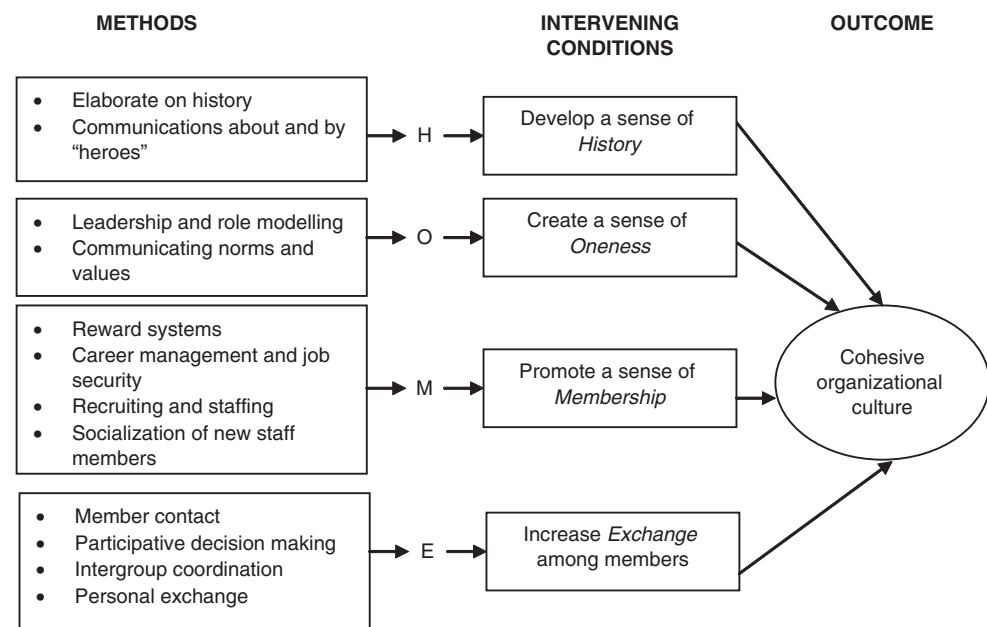 METHODS
INTERVENING
CONDITIONS
OUTCOME
• Elaborate on history
• Communications about and by
“heroes”
H
Develop a sense of
History
• Leadership and role modelling
• Communicating norms and
values
O
Create a sense of
Oneness
• Reward systems
• Career management and job
security
• Recruiting and staffing
• Socialization of new staff
members
M
Promote a sense of
Membership
• Member contact
• Participative decision making
• Intergroup coordination
• Personal exchange
E
Increase Exchange
among members
Cohesive
organizational
culture